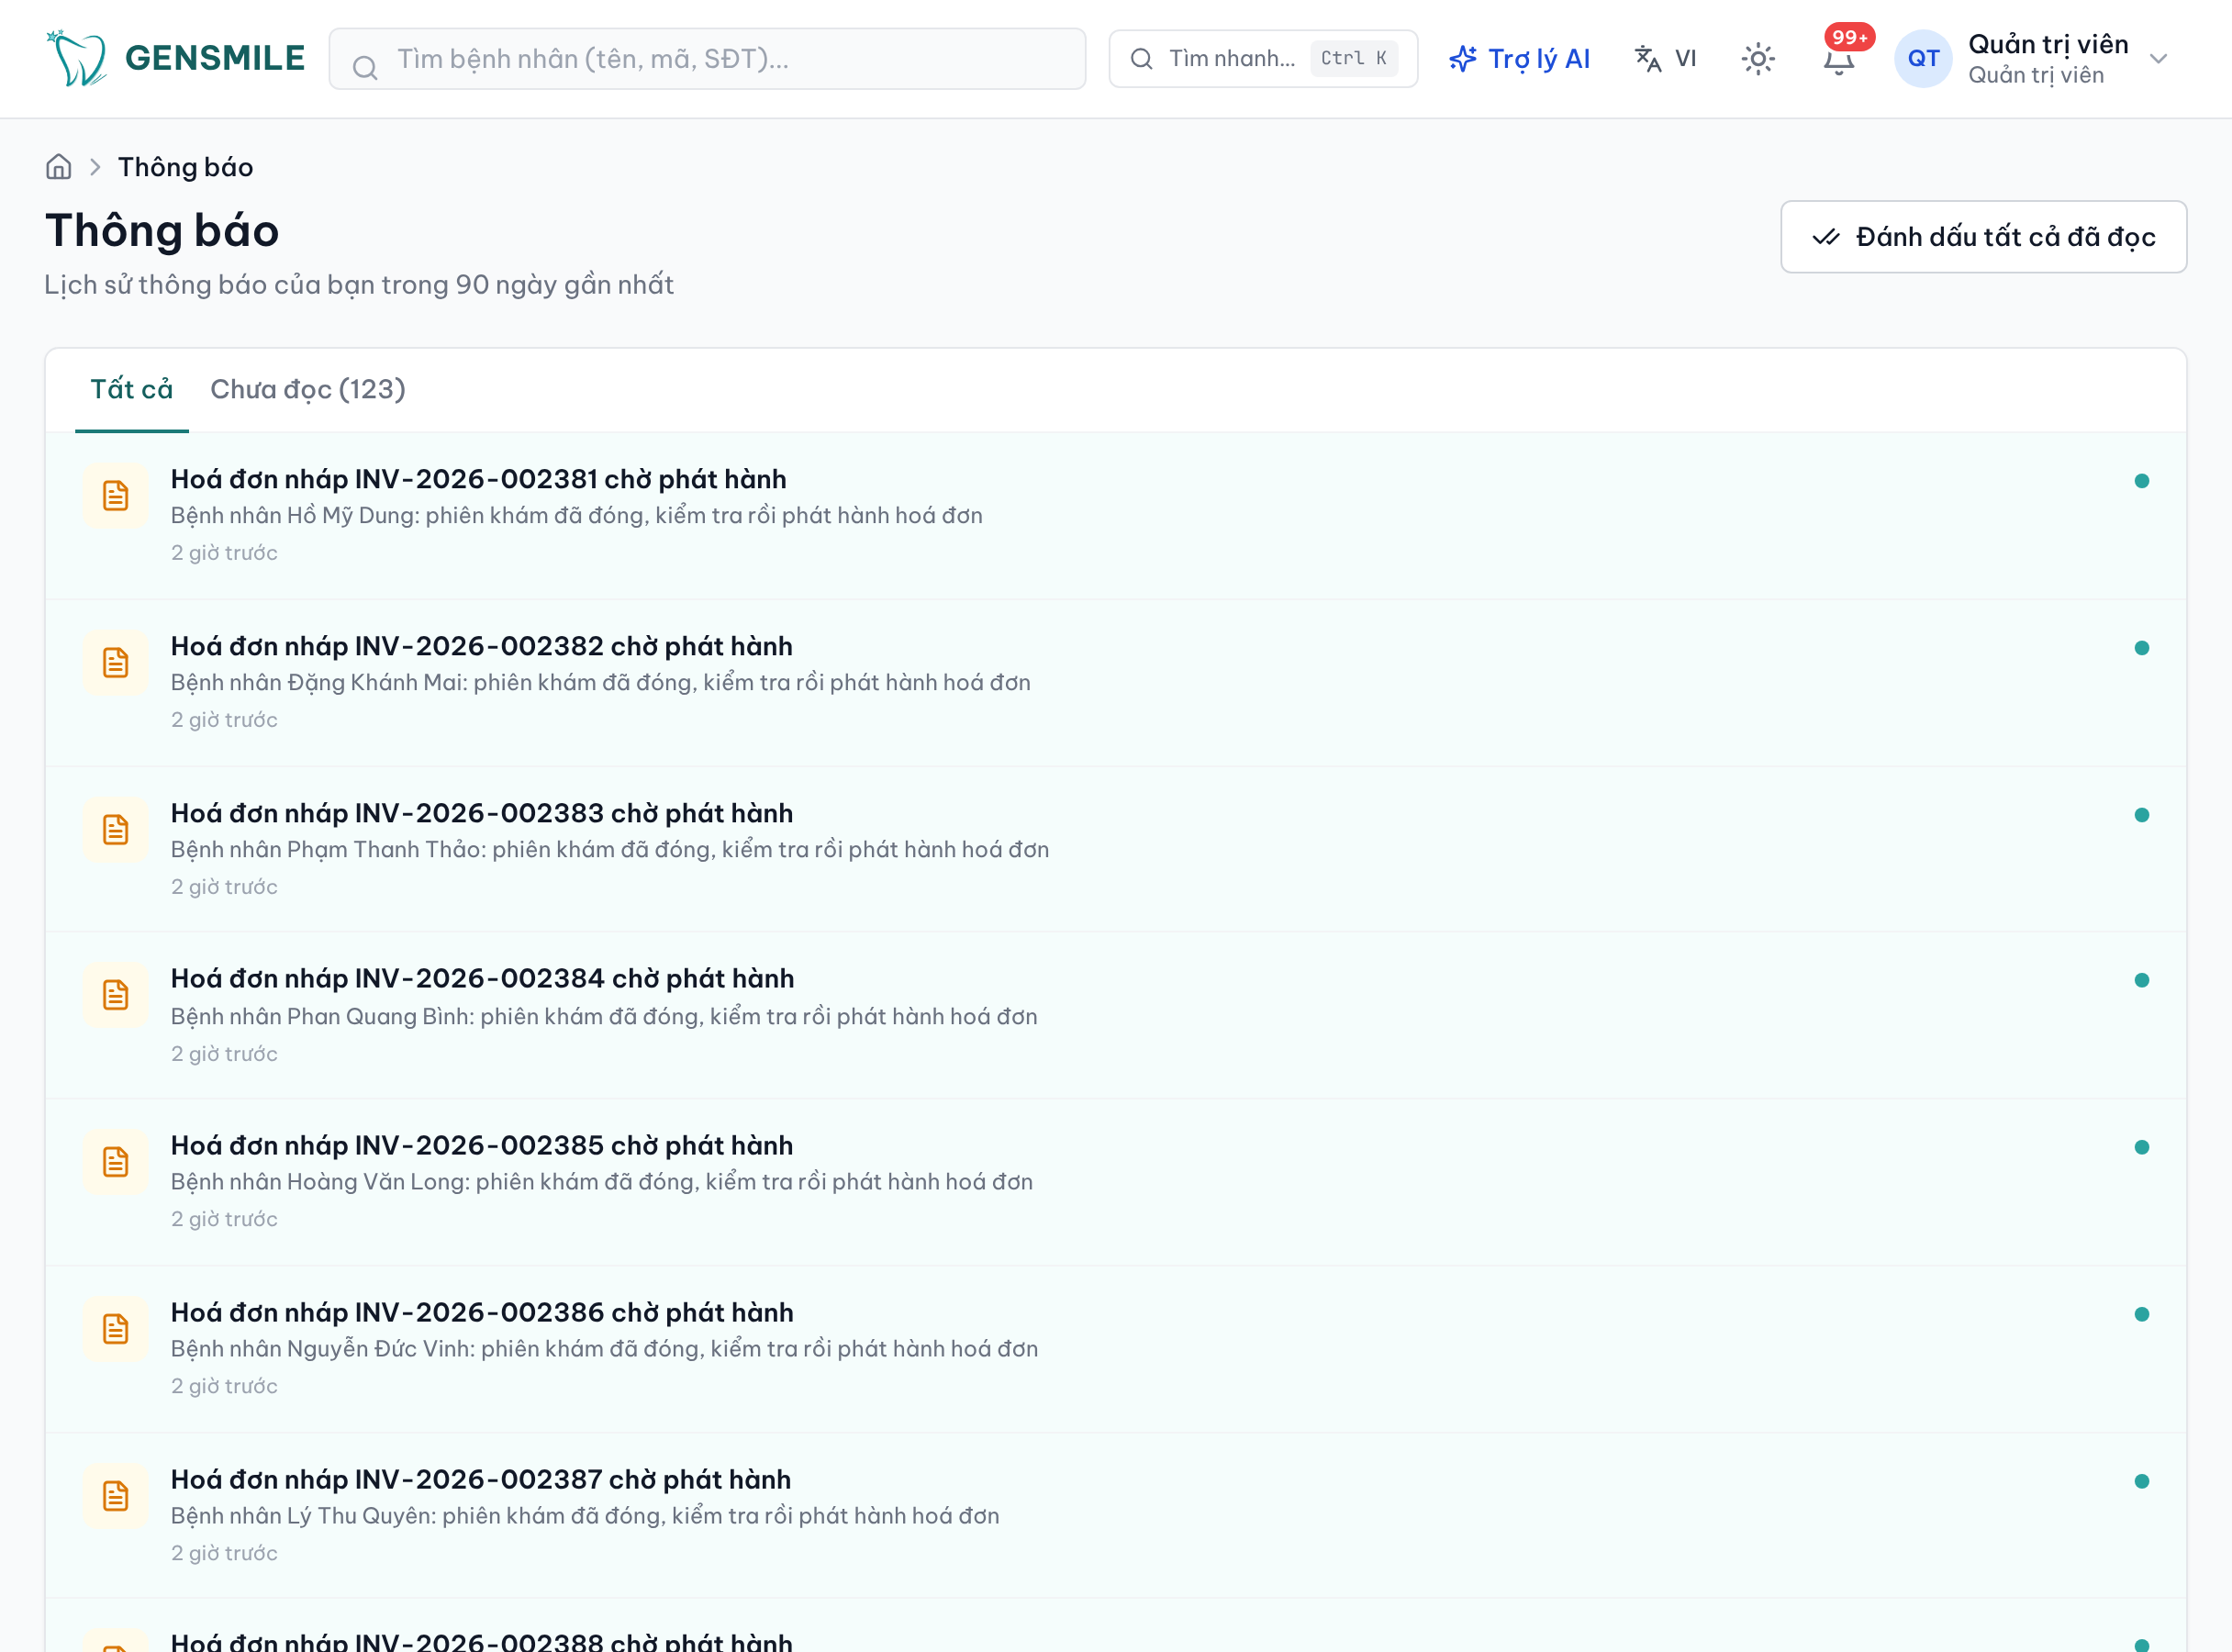 GENSMILE
Tìm bệnh nhân (tên, mã, SĐT)...
Tìm nhanh... Ctrl K
Trợ lý AI
VI
99+
QT
Quản trị viên
Quản trị viên
Thông báo
Thông báo
Lịch sử thông báo của bạn trong 90 ngày gần nhất
Đánh dấu tất cả đã đọc
Tất cả
Chưa đọc (123)
Hoá đơn nháp INV-2026-002381 chờ phát hành
Bệnh nhân Hồ Mỹ Dung: phiên khám đã đóng, kiểm tra rồi phát hành hoá đơn
2 giờ trước
Hoá đơn nháp INV-2026-002382 chờ phát hành
Bệnh nhân Đặng Khánh Mai: phiên khám đã đóng, kiểm tra rồi phát hành hoá đơn
2 giờ trước
Hoá đơn nháp INV-2026-002383 chờ phát hành
Bệnh nhân Phạm Thanh Thảo: phiên khám đã đóng, kiểm tra rồi phát hành hoá đơn
2 giờ trước
Hoá đơn nháp INV-2026-002384 chờ phát hành
Bệnh nhân Phan Quang Bình: phiên khám đã đóng, kiểm tra rồi phát hành hoá đơn
2 giờ trước
Hoá đơn nháp INV-2026-002385 chờ phát hành
Bệnh nhân Hoàng Văn Long: phiên khám đã đóng, kiểm tra rồi phát hành hoá đơn
2 giờ trước
Hoá đơn nháp INV-2026-002386 chờ phát hành
Bệnh nhân Nguyễn Đức Vinh: phiên khám đã đóng, kiểm tra rồi phát hành hoá đơn
2 giờ trước
Hoá đơn nháp INV-2026-002387 chờ phát hành
Bệnh nhân Lý Thu Quyên: phiên khám đã đóng, kiểm tra rồi phát hành hoá đơn
2 giờ trước
Hoá đơn nháp INV-2026-002388 chờ phát hành